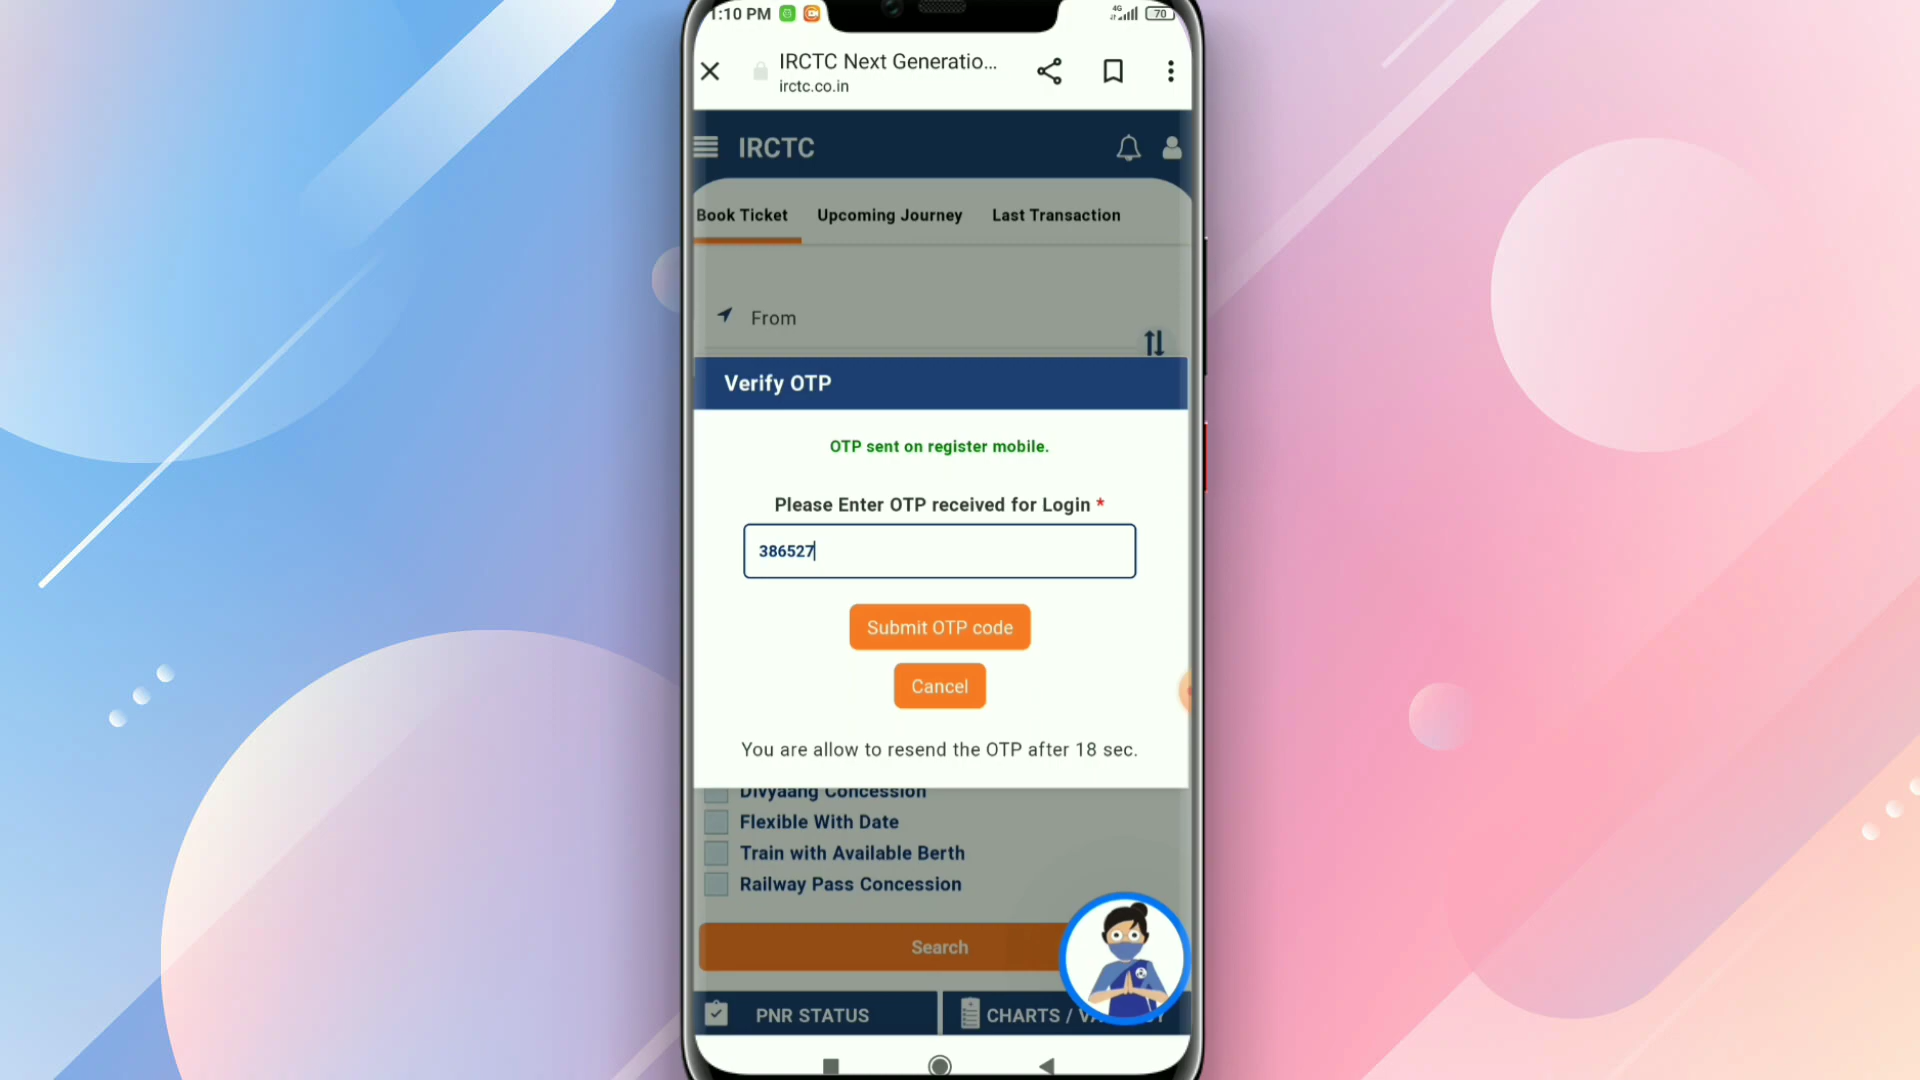 1:10 PM 4G 70
IRCTC Next Generatio...
irctc.co.in
IRCTC
Book Ticket Upcoming Journey Last Transaction
From
Verify OTP
OTP sent on register mobile.
Please Enter OTP received for Login *
386527
Submit OTP code
Cancel
You are allow to resend the OTP after 18 sec.
Divyaang Concession
Flexible With Date
Train with Available Berth
Railway Pass Concession
Search
PNR STATUS CHARTS /